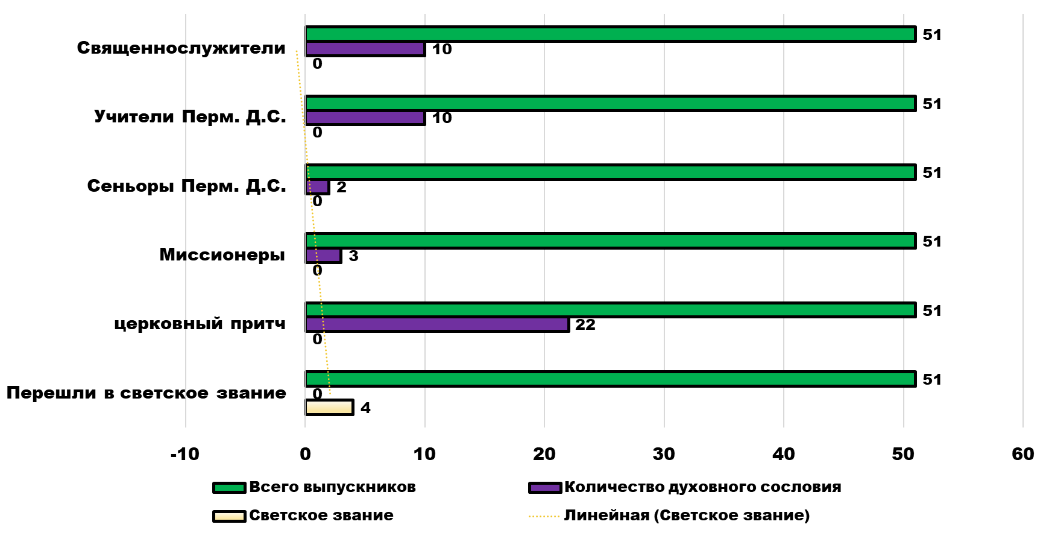 51
Священнослужители
10
0
51
Учители Перм. Д.С.
10
0
51
Сеньоры Перм. Д.С.
2
0
51
Миссионеры
3
0
51
церковный притч
22
0
51
Перешли в светское звание
0
4
-10 0 10 20 30 40 50 60
Всего выпускников Количество духовного сословия
Светское звание Линейная (Светское звание)